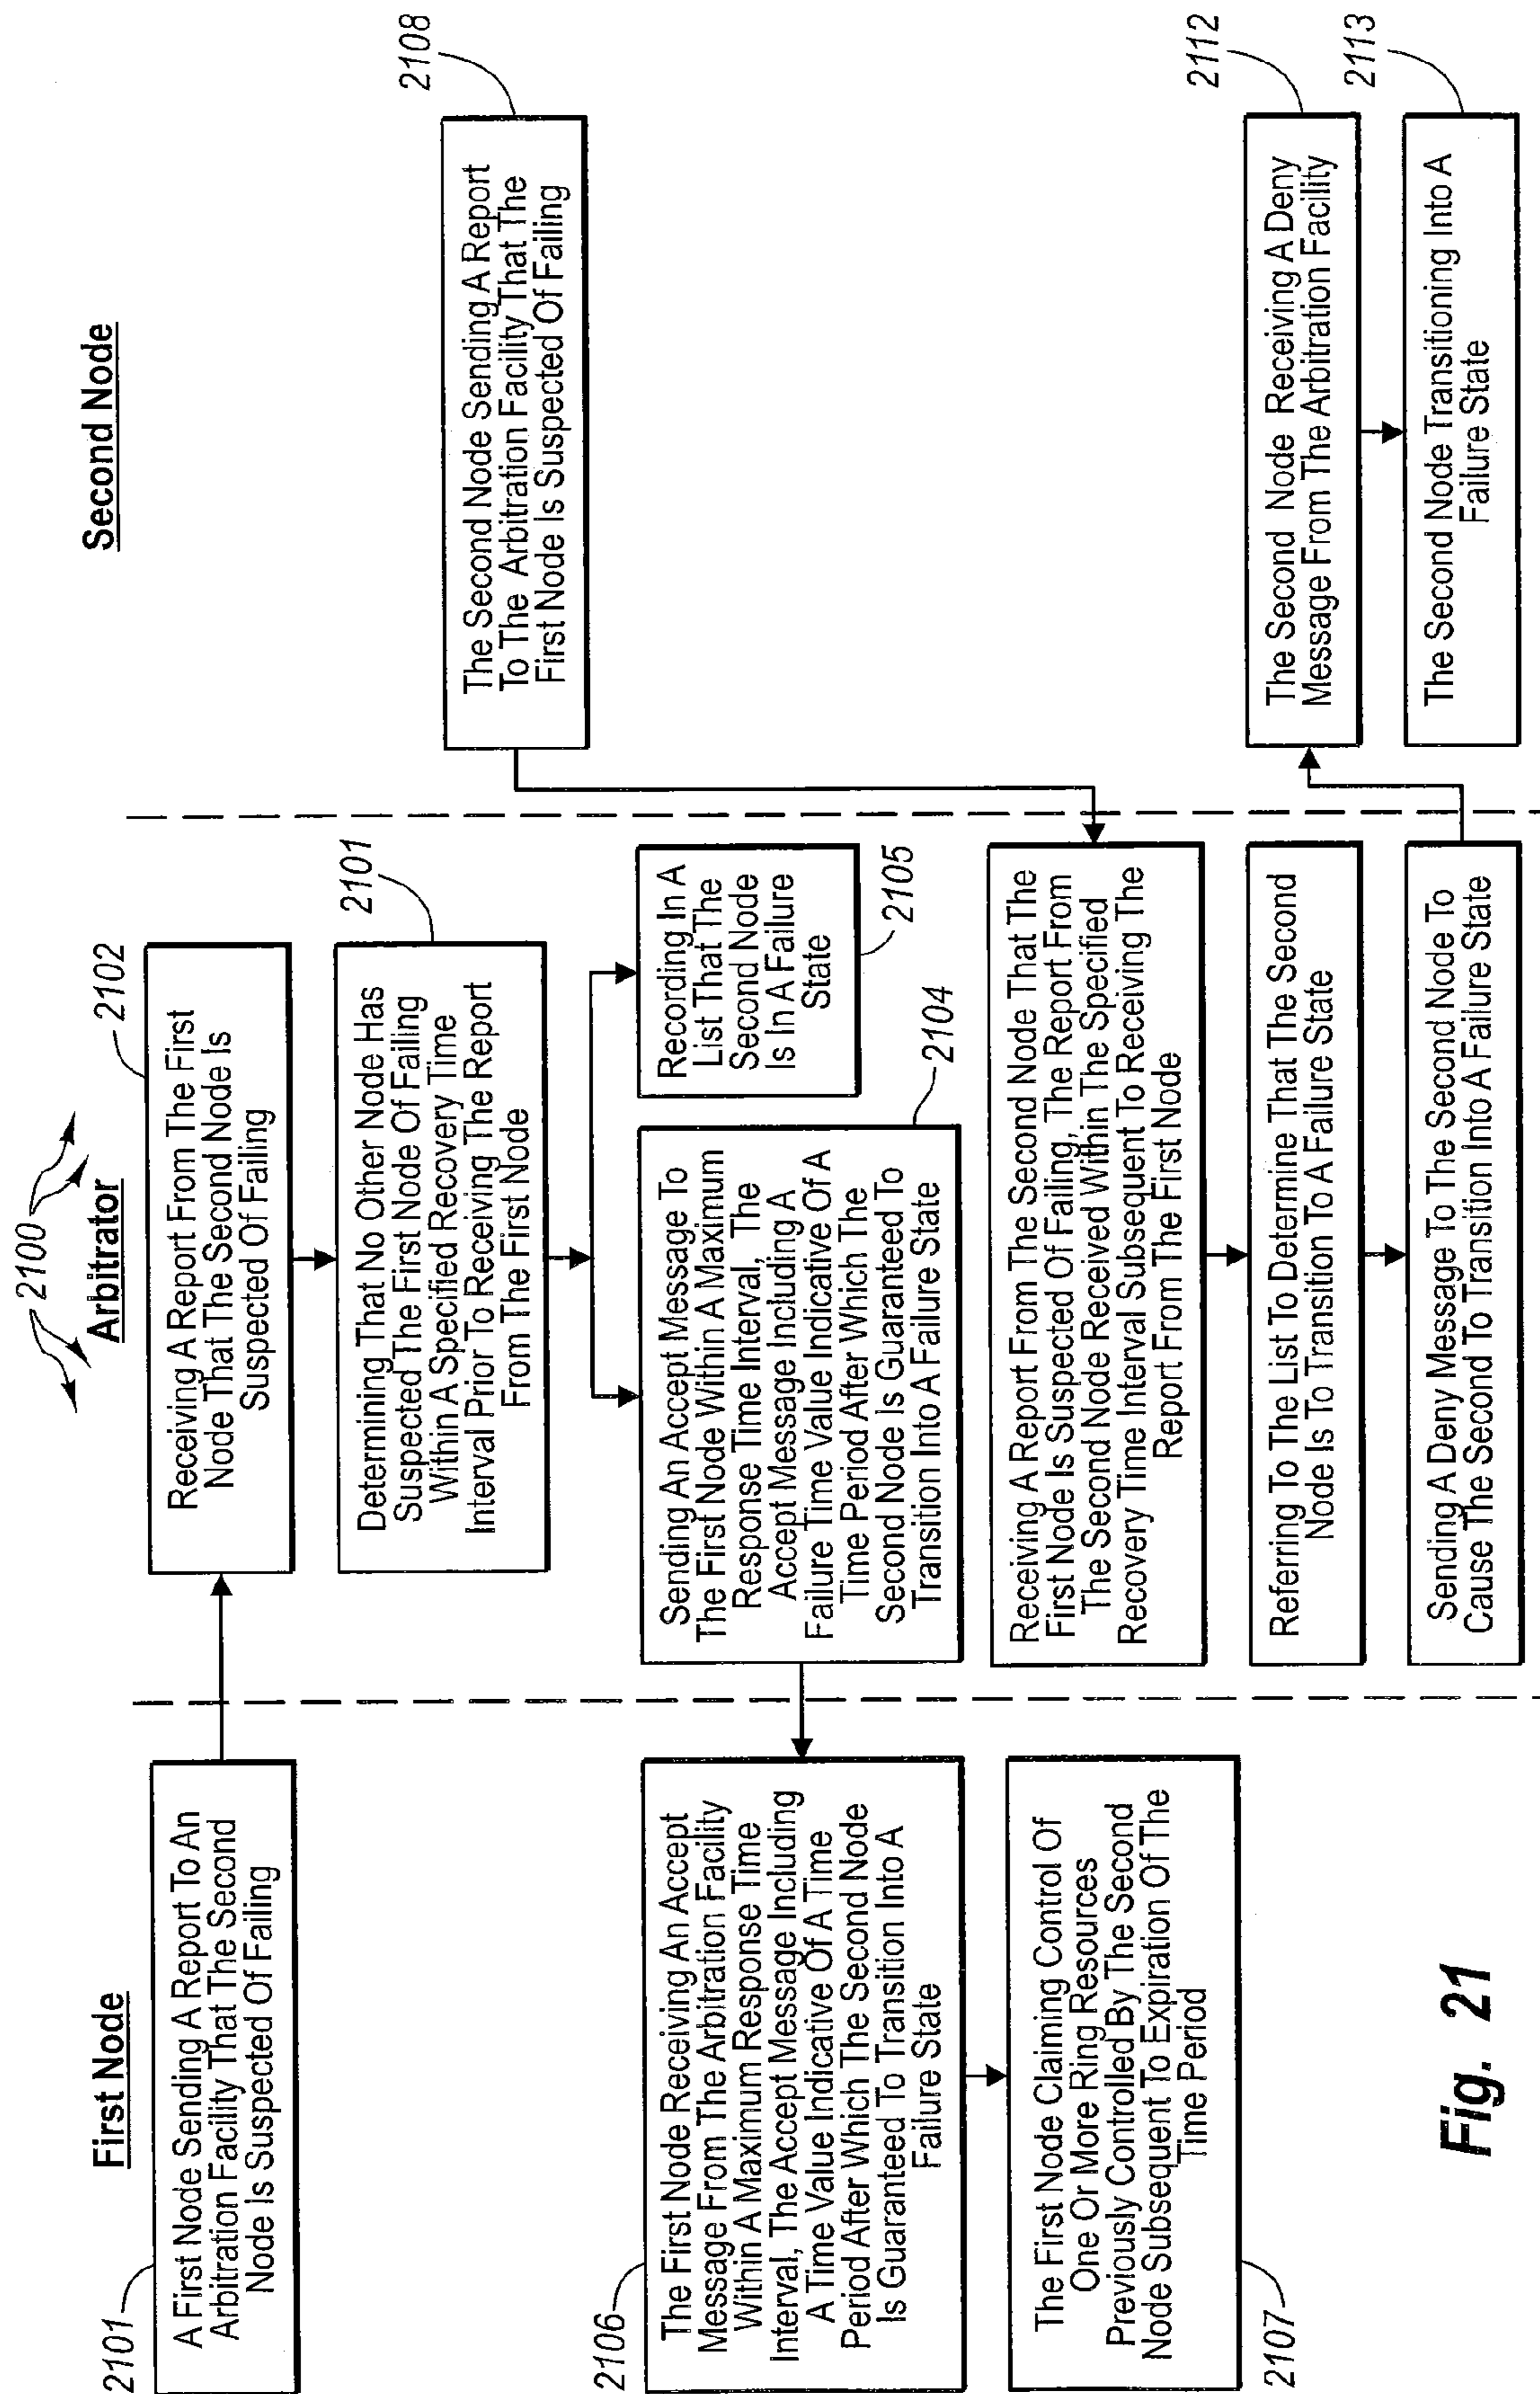 2100
First Node
Arbitrator
Second Node
2101
A First Node Sending A Report To An
Arbitration Facility That The Second
Node Is Suspected Of Failing
2102
Receiving A Report From The First
Node That The Second Node Is
Suspected Of Failing
2101
Determining That No Other Node Has
Suspected The First Node Of Failing
Within A Specified Recovery Time
Interval Prior To Receiving The Report
From The First Node
2108
The Second Node Sending A Report
To The Arbitration Facility That The
First Node Is Suspected Of Failing
Sending An Accept Message To
The First Node Within A Maximum
Response Time Interval, The
Accept Message Including A
Failure Time Value Indicative Of A
Time Period After Which The
Second Node Is Guaranteed To
Transition Into A Failure State
2104
Recording In A
List That The
Second Node
Is In A Failure
State
2105
2106
The First Node Receiving An Accept
Message From The Arbitration Facility
Within A Maximum Response Time
Interval, The Accept Message Including
A Time Value Indicative Of A Time
Period After Which The Second Node
Is Guaranteed To Transition Into A
Failure State
2107
The First Node Claiming Control Of
One Or More Ring Resources
Previously Controlled By The Second
Node Subsequent To Expiration Of The
Time Period
Receiving A Report From The Second Node That The
First Node Is Suspected Of Failing, The Report From
The Second Node Received Within The Specified
Recovery Time Interval Subsequent To Receiving The
Report From The First Node
Referring To The List To Determine That The Second
Node Is To Transition To A Failure State
Sending A Deny Message To The Second Node To
Cause The Second To Transition Into A Failure State
2112
The Second Node Receiving A Deny
Message From The Arbitration Facility
2113
The Second Node Transitioning Into A
Failure State
Fig. 21